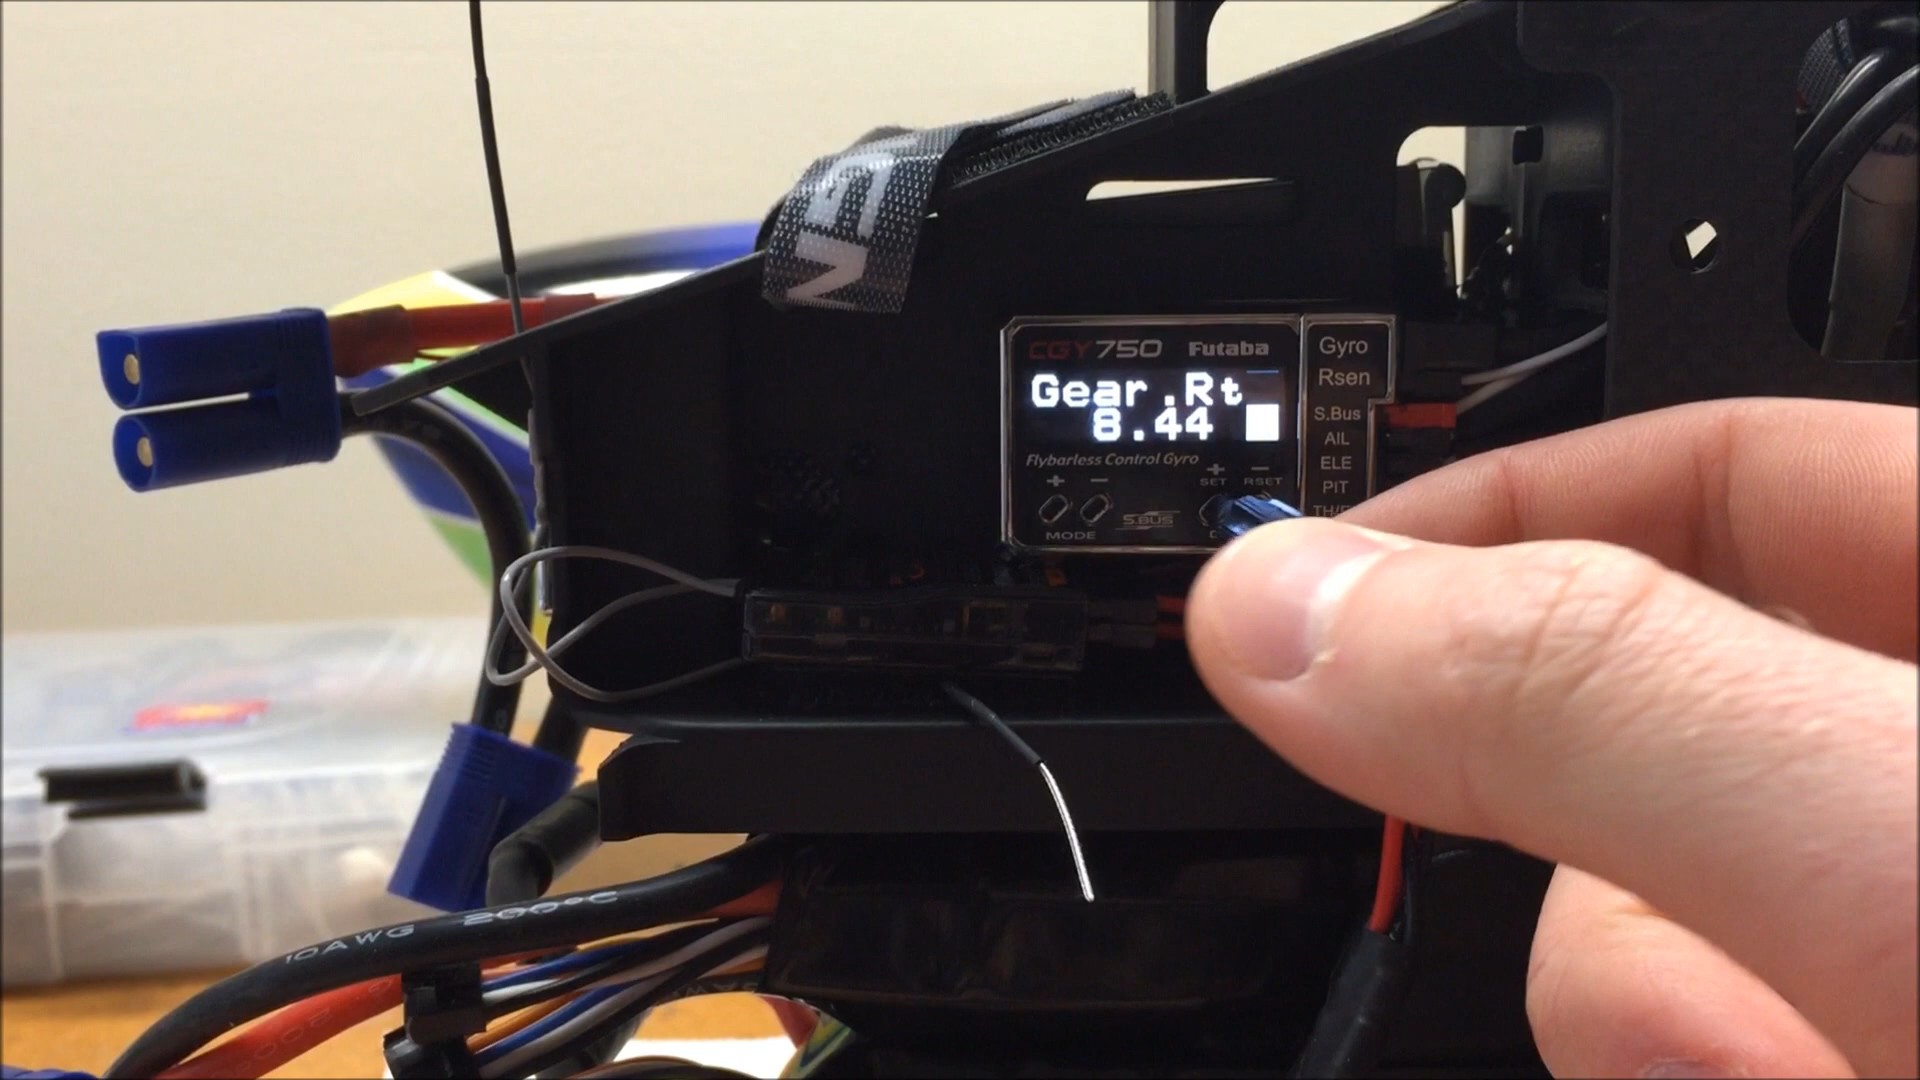 CGY750 Futaba
Gear.Rt
8.44
Flybarless Control Gyro
+ − + −
SET RSET
S.BUS
MODE
Gyro
Rsen
S.Bus
AIL
ELE
PIT
10AWG 200°C